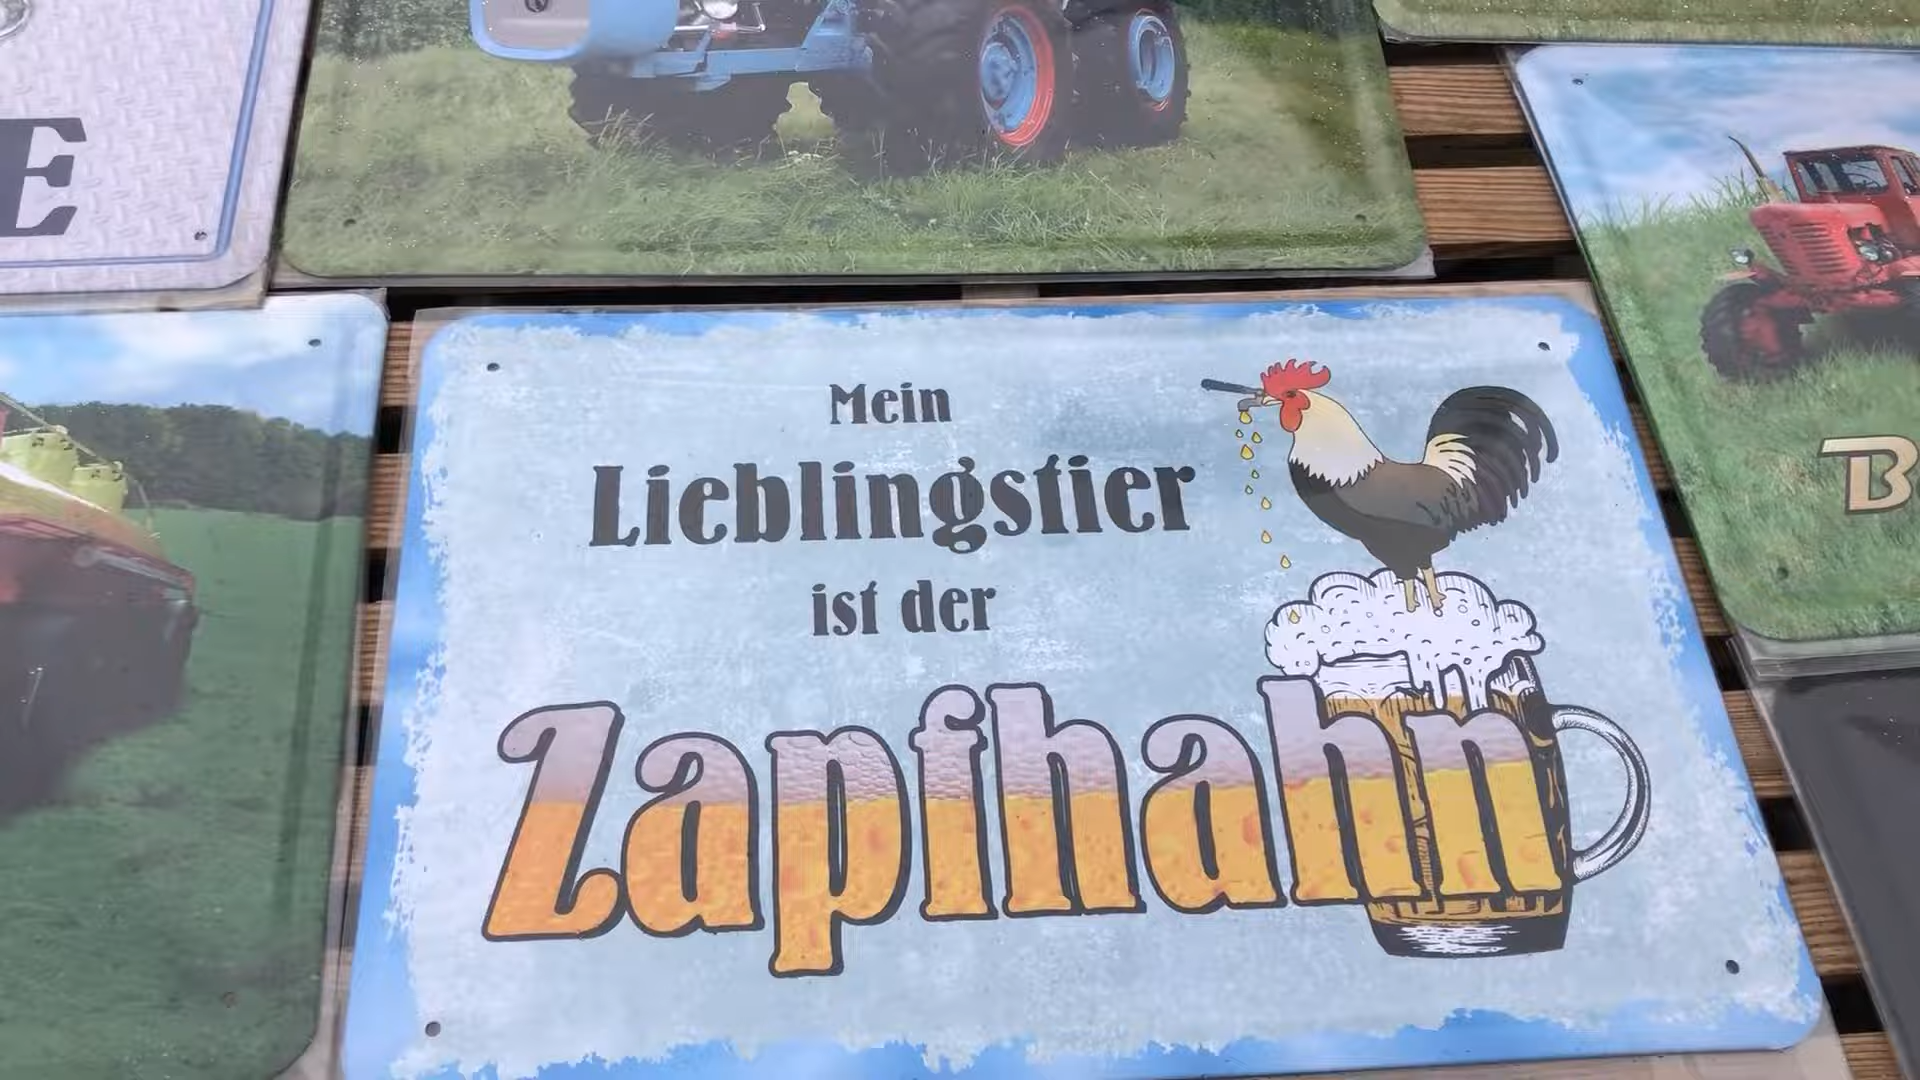 E
Mein
Lieblingstier
ist der
Zapfhahn